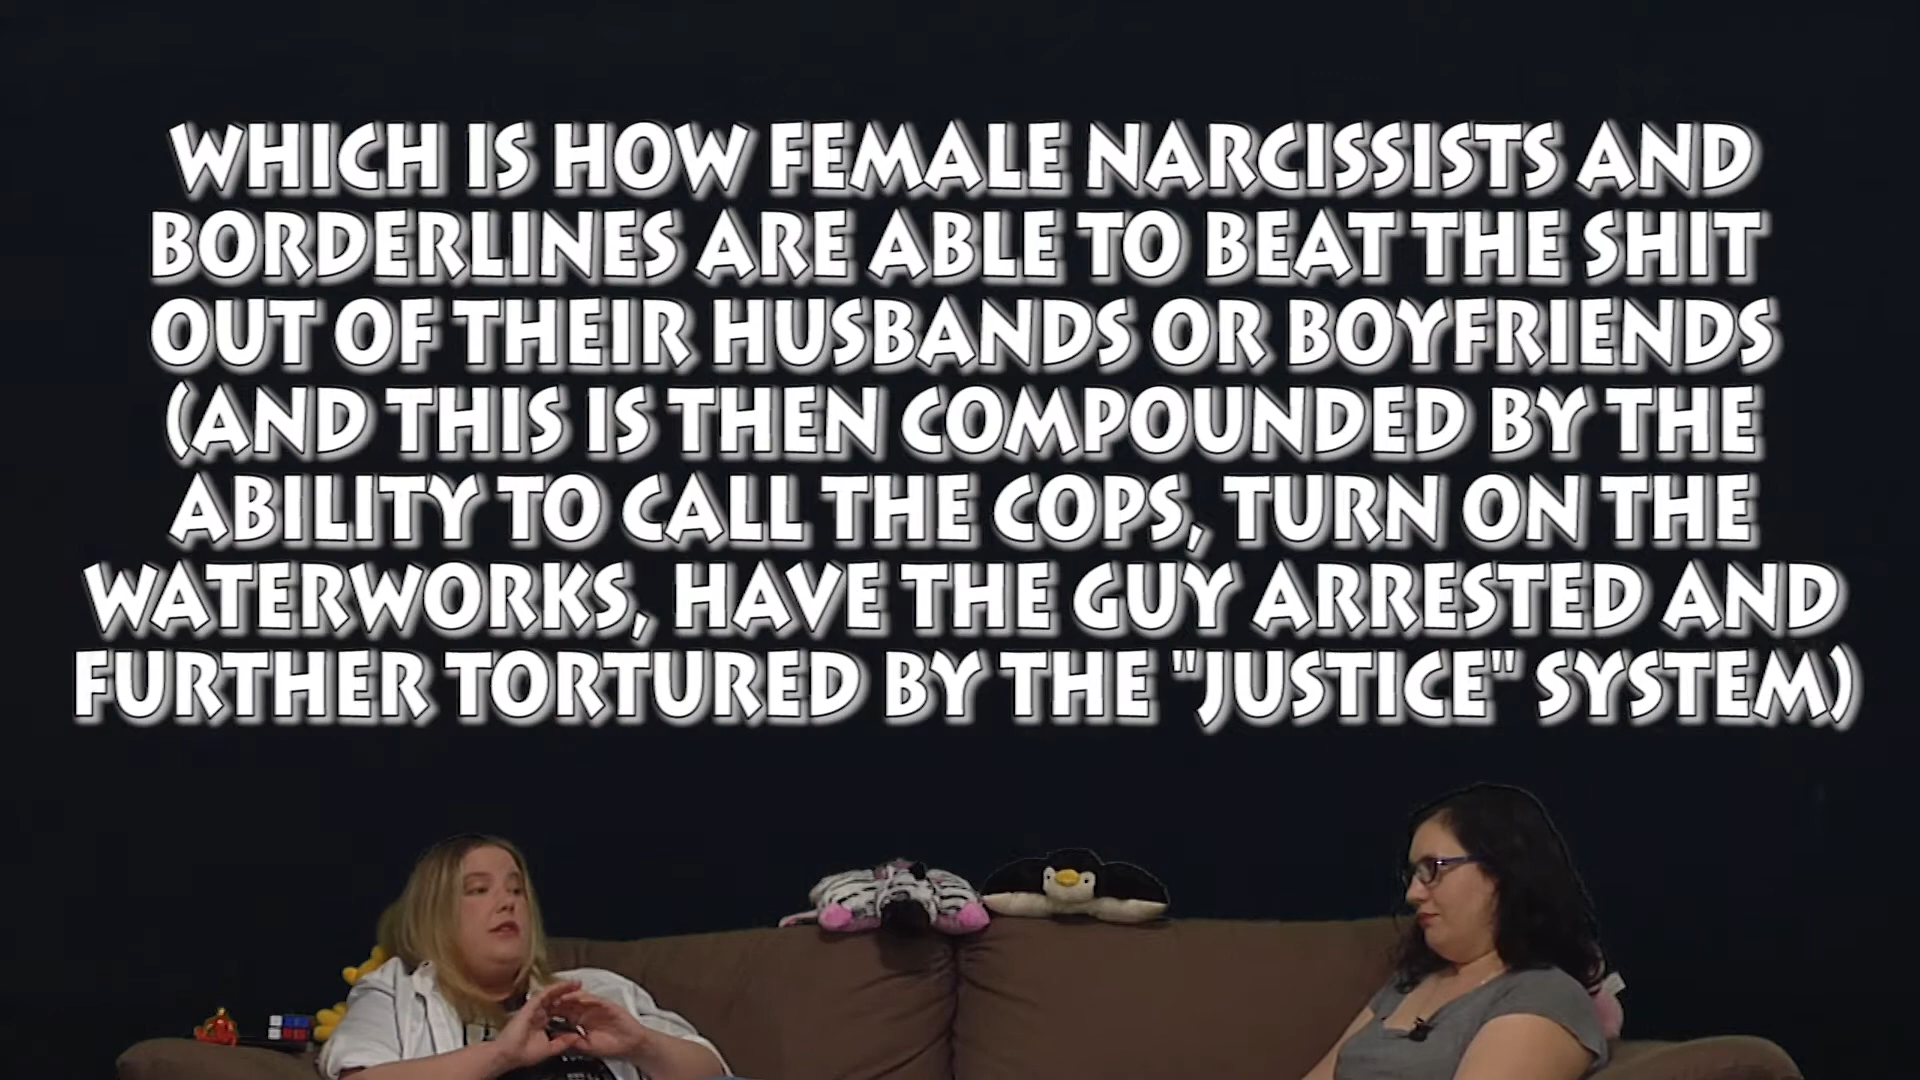 WHICH IS HOW FEMALE NARCISSISTS AND
BORDERLINES ARE ABLE TO BEAT THE SHIT
OUT OF THEIR HUSBANDS OR BOYFRIENDS
(AND THIS IS THEN COMPOUNDED BY THE
ABILITY TO CALL THE COPS, TURN ON THE
WATERWORKS, HAVE THE GUY ARRESTED AND
FURTHER TORTURED BY THE "JUSTICE" SYSTEM)